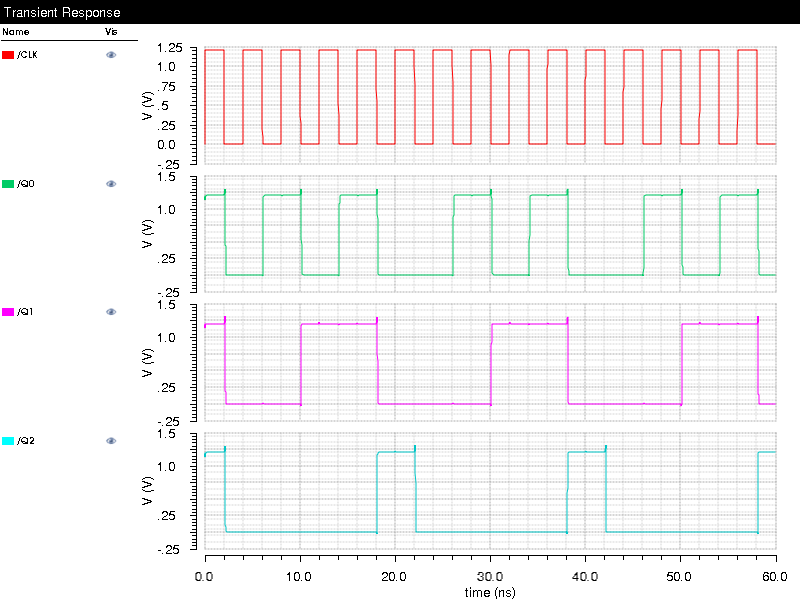 Transient Response
Name Vis
/CLK
V (V)
1.25
1.0
.75
.5
.25
0.0
-.25
/Q0
V (V)
1.5
1.0
.25
-.25
/Q1
V (V)
1.5
1.0
.25
-.25
/Q2
V (V)
1.5
1.0
.25
-.25
0.0 10.0 20.0 30.0 40.0 50.0 60.0
time (ns)